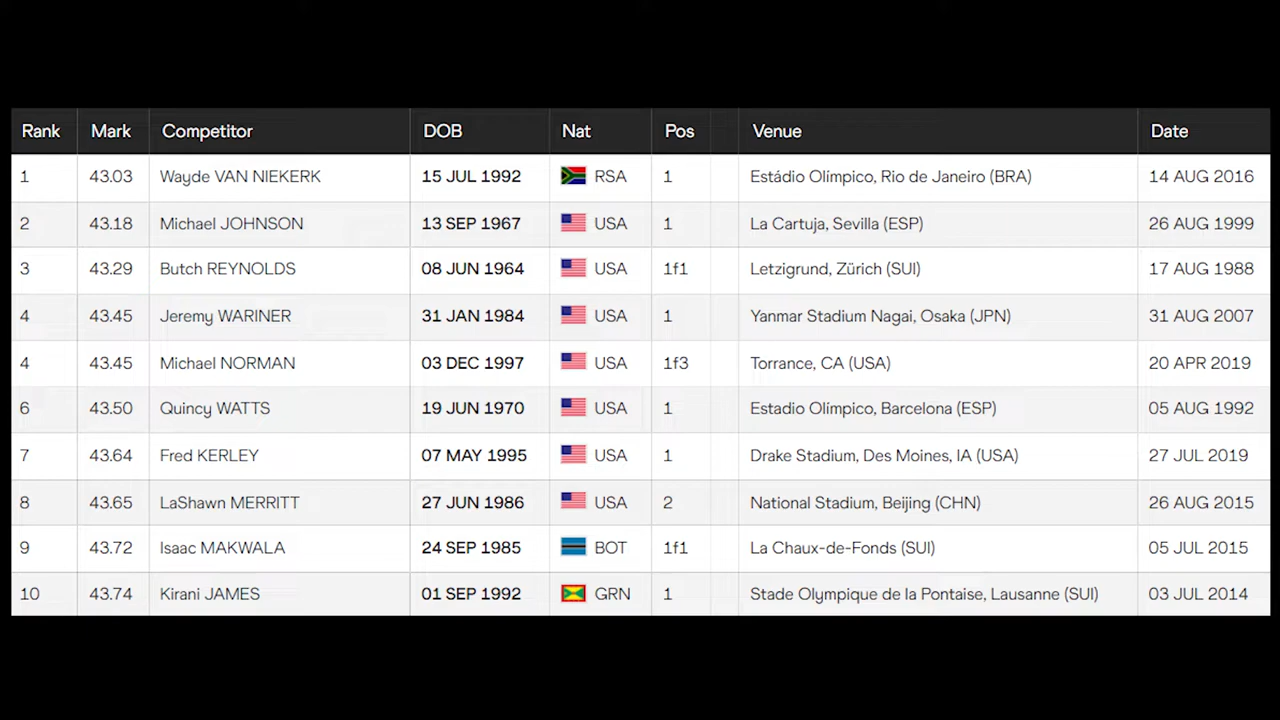 Rank Mark Competitor DOB Nat Pos Venue Date
1 43.03 Wayde VAN NIEKERK 15 JUL 1992 RSA 1 Estádio Olímpico, Rio de Janeiro (BRA) 14 AUG 2016
2 43.18 Michael JOHNSON 13 SEP 1967 USA 1 La Cartuja, Sevilla (ESP) 26 AUG 1999
3 43.29 Butch REYNOLDS 08 JUN 1964 USA 1f1 Letzigrund, Zürich (SUI) 17 AUG 1988
4 43.45 Jeremy WARINER 31 JAN 1984 USA 1 Yanmar Stadium Nagai, Osaka (JPN) 31 AUG 2007
4 43.45 Michael NORMAN 03 DEC 1997 USA 1f3 Torrance, CA (USA) 20 APR 2019
6 43.50 Quincy WATTS 19 JUN 1970 USA 1 Estadio Olímpico, Barcelona (ESP) 05 AUG 1992
7 43.64 Fred KERLEY 07 MAY 1995 USA 1 Drake Stadium, Des Moines, IA (USA) 27 JUL 2019
8 43.65 LaShawn MERRITT 27 JUN 1986 USA 2 National Stadium, Beijing (CHN) 26 AUG 2015
9 43.72 Isaac MAKWALA 24 SEP 1985 BOT 1f1 La Chaux-de-Fonds (SUI) 05 JUL 2015
10 43.74 Kirani JAMES 01 SEP 1992 GRN 1 Stade Olympique de la Pontaise, Lausanne (SUI) 03 JUL 2014